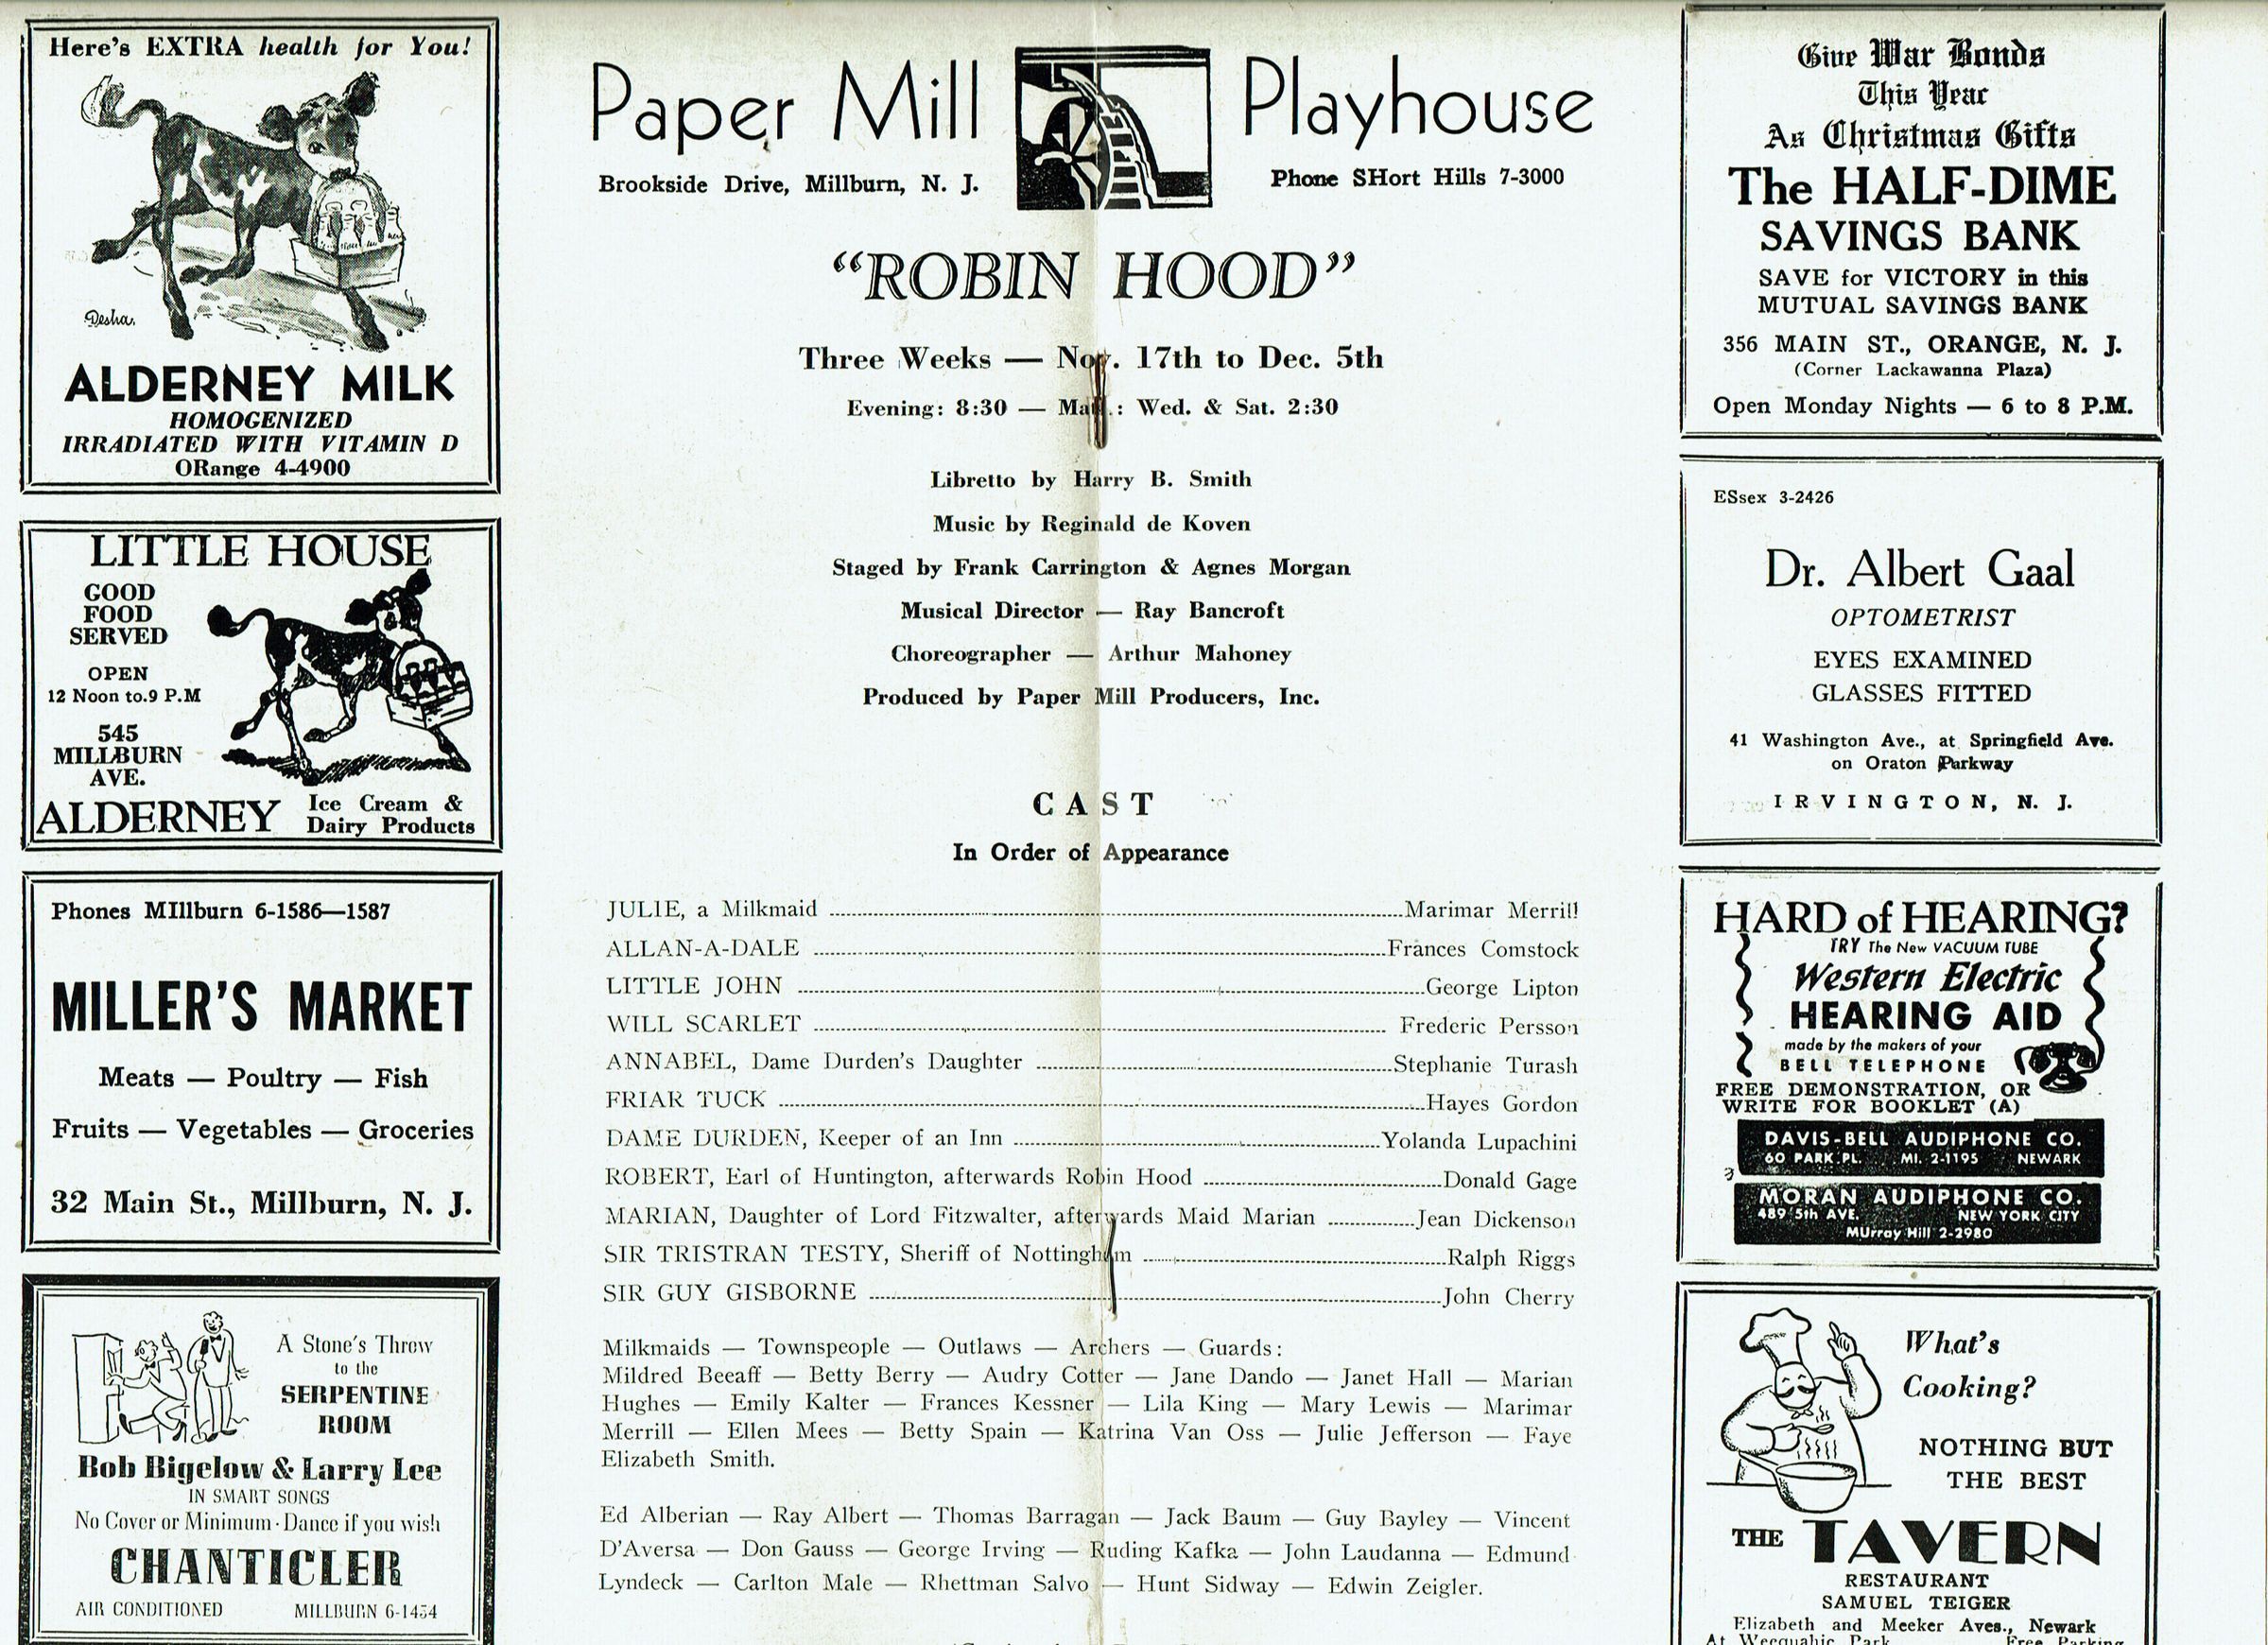 Here's EXTRA health for You!
Desha.
ALDERNEY MILK
HOMOGENIZED
IRRADIATED WITH VITAMIN D
ORange 4-4900
LITTLE HOUSE
GOOD
FOOD
SERVED
OPEN
12 Noon to 9 P.M
545
MILLBURN
AVE.
ALDERNEY
Ice Cream &
Dairy Products
Phones MIllburn 6-1586—1587
MILLER'S MARKET
Meats — Poultry — Fish
Fruits — Vegetables — Groceries
32 Main St., Millburn, N. J.
A Stone's Throw
to the
SERPENTINE
ROOM
Bob Bigelow & Larry Lee
IN SMART SONGS
No Cover or Minimum · Dance if you wish
CHANTICLER
AIR CONDITIONED MILLBURN 6-1434
Paper Mill Playhouse
Brookside Drive, Millburn, N. J. Phone SHort Hills 7-3000
"ROBIN HOOD"
Three Weeks — Nov. 17th to Dec. 5th
Evening: 8:30 — Mat.: Wed. & Sat. 2:30
Libretto by Harry B. Smith
Music by Reginald de Koven
Staged by Frank Carrington & Agnes Morgan
Musical Director — Ray Bancroft
Choreographer — Arthur Mahoney
Produced by Paper Mill Producers, Inc.
CAST
In Order of Appearance
JULIE, a Milkmaid Marimar Merrill
ALLAN-A-DALE Frances Comstock
LITTLE JOHN George Lipton
WILL SCARLET Frederic Persson
ANNABEL, Dame Durden's Daughter Stephanie Turash
FRIAR TUCK Hayes Gordon
DAME DURDEN, Keeper of an Inn Yolanda Lupachini
ROBERT, Earl of Huntington, afterwards Robin Hood Donald Gage
MARIAN, Daughter of Lord Fitzwalter, afterwards Maid Marian Jean Dickenson
SIR TRISTRAN TESTY, Sheriff of Nottingham Ralph Riggs
SIR GUY GISBORNE John Cherry
Milkmaids — Townspeople — Outlaws — Archers — Guards:
Mildred Beeaff — Betty Berry — Audry Cotter — Jane Dando — Janet Hall — Marian
Hughes — Emily Kalter — Frances Kessner — Lila King — Mary Lewis — Marimar
Merrill — Ellen Mees — Betty Spain — Katrina Van Oss — Julie Jefferson — Faye
Elizabeth Smith.
Ed Alberian — Ray Albert — Thomas Barragan — Jack Baum — Guy Bayley — Vincent
D'Aversa — Don Gauss — George Irving — Ruding Kafka — John Laudanna — Edmund
Lyndeck — Carlton Male — Rhettman Salvo — Hunt Sidway — Edwin Zeigler.
Give War Bonds
This Year
As Christmas Gifts
The HALF-DIME
SAVINGS BANK
SAVE for VICTORY in this
MUTUAL SAVINGS BANK
356 MAIN ST., ORANGE, N. J.
(Corner Lackawanna Plaza)
Open Monday Nights — 6 to 8 P.M.
ESsex 3-2426
Dr. Albert Gaal
OPTOMETRIST
EYES EXAMINED
GLASSES FITTED
41 Washington Ave., at Springfield Ave.
on Oraton Parkway
IRVINGTON, N. J.
HARD of HEARING?
TRY The New VACUUM TUBE
Western Electric
HEARING AID
made by the makers of your
BELL TELEPHONE
FREE DEMONSTRATION, OR
WRITE FOR BOOKLET (A)
DAVIS-BELL AUDIPHONE CO.
60 PARK PL. MI. 2-1195 NEWARK
MORAN AUDIPHONE CO.
489 5th AVE. NEW YORK CITY
MUrray Hill 2-2980
What's
Cooking?
NOTHING BUT
THE BEST
THE TAVERN
RESTAURANT
SAMUEL TEIGER
Elizabeth and Meeker Aves., Newark
At Weequahic Park Free Parking